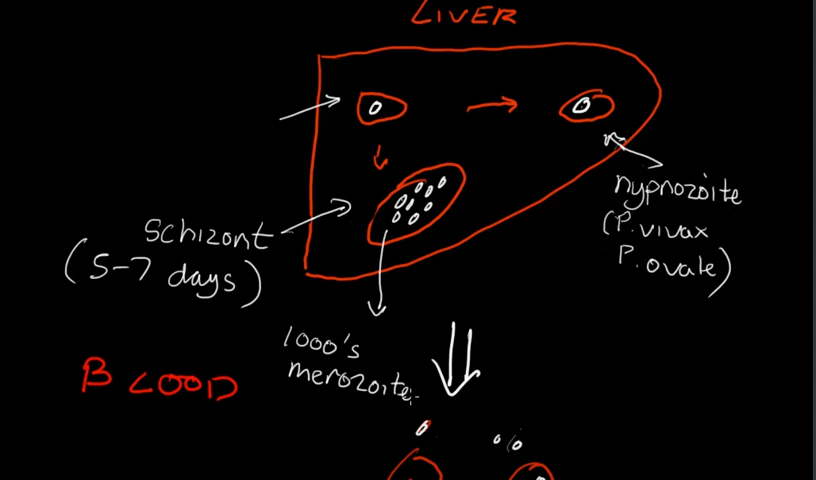 LIVER
hypnozoite
(P. vivax
P. ovale)
Schizont
(5-7 days)
1000's
merozoite
BLOOD